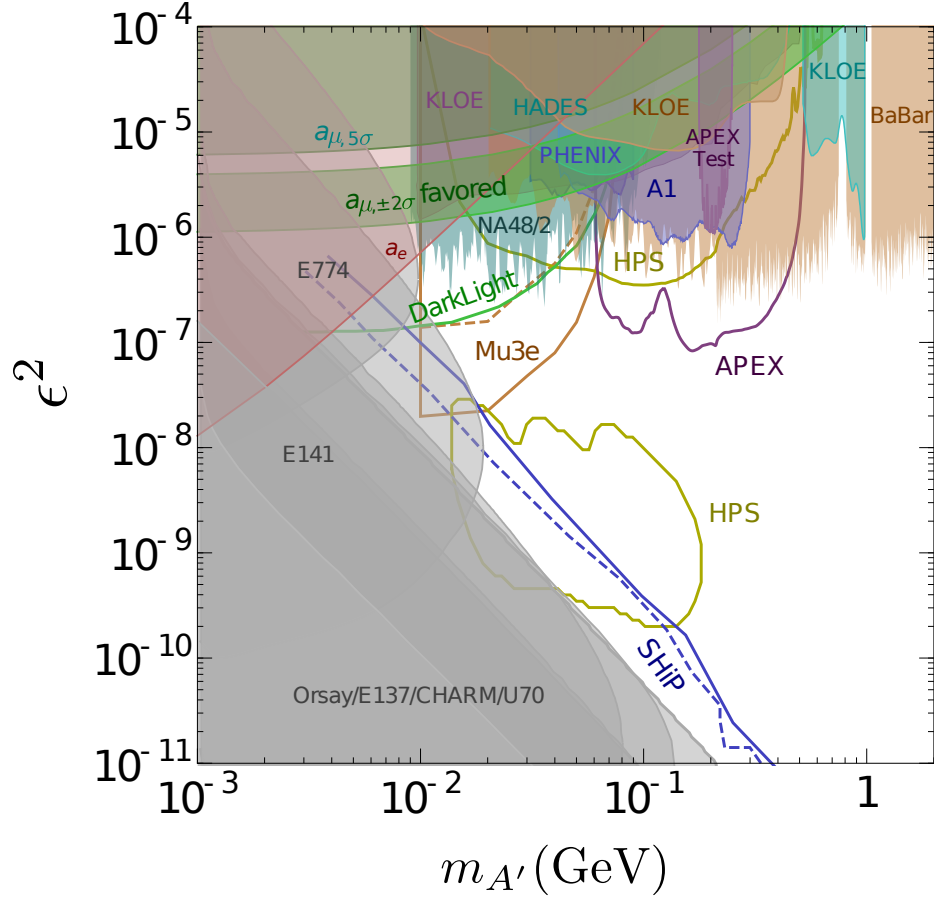 10⁻⁴
10⁻⁵
10⁻⁶
10⁻⁷
10⁻⁸
10⁻⁹
10⁻¹⁰
10⁻¹¹
ϵ²
KLOE
HADES
KLOE
KLOE
BaBar
a_μ,5σ
PHENIX
APEX
Test
a_μ,±2σ favored
A1
NA48/2
a_e
E774
HPS
DarkLight
Mu3e
APEX
E141
HPS
SHiP
Orsay/E137/CHARM/U70
10⁻³
10⁻²
10⁻¹
1
m_A′(GeV)